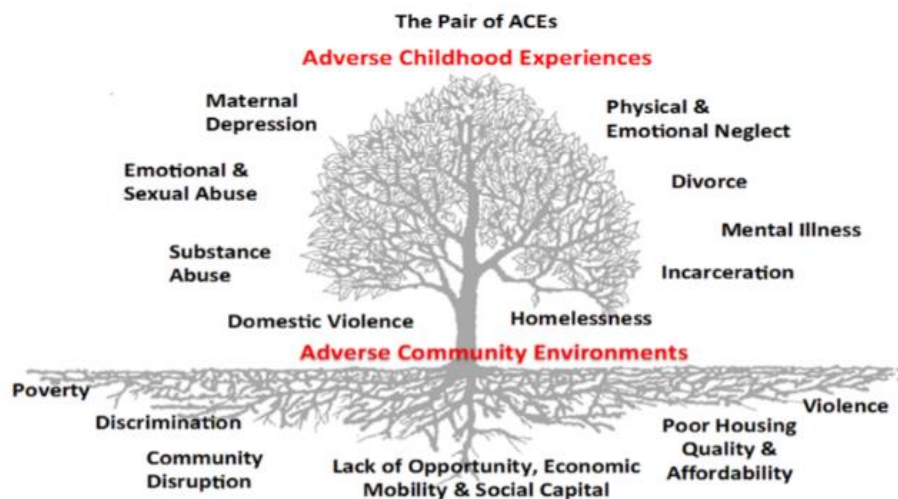 The Pair of ACEs
Adverse Childhood Experiences
Maternal
Depression
Physical &
Emotional Neglect
Emotional &
Sexual Abuse
Divorce
Mental Illness
Substance
Abuse
Incarceration
Domestic Violence
Homelessness
Adverse Community Environments
Poverty
Discrimination
Community
Disruption
Lack of Opportunity, Economic
Mobility & Social Capital
Poor Housing
Quality &
Affordability
Violence